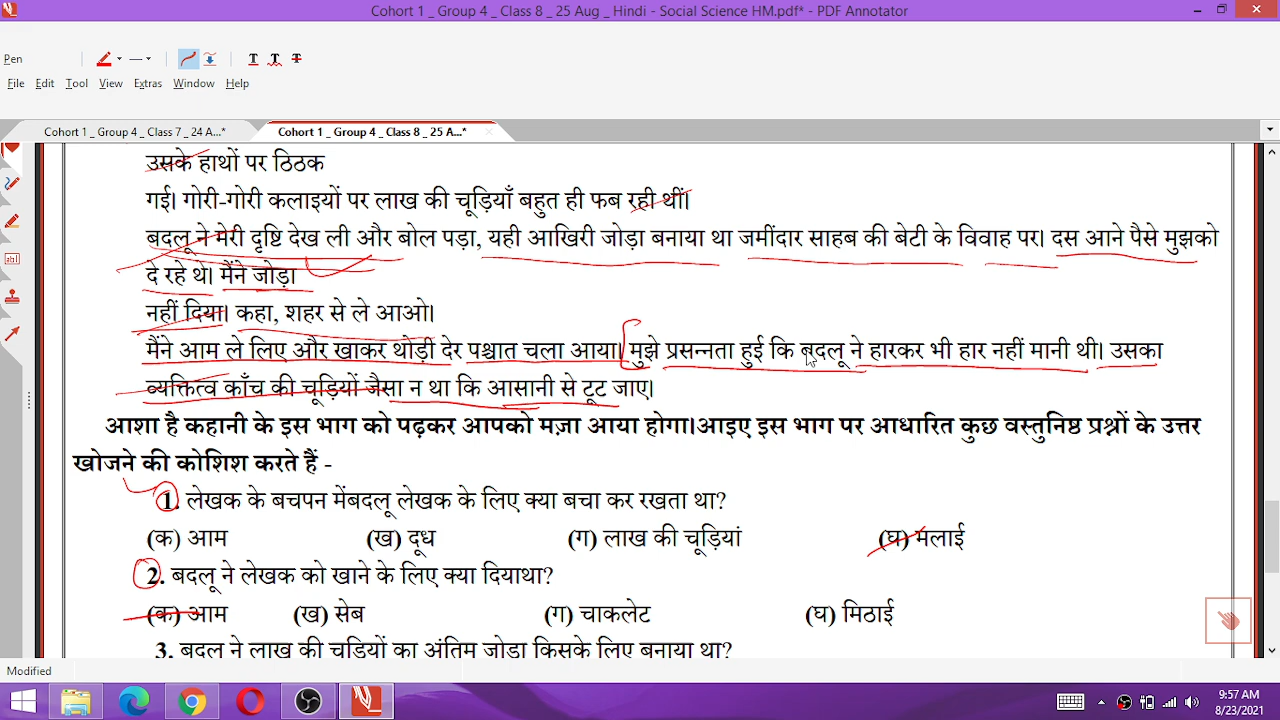 Cohort 1 _ Group 4 _ Class 8 _ 25 Aug _ Hindi - Social Science HM.pdf* - PDF Annotator
Pen
File Edit Tool View Extras Window Help
Cohort 1 _ Group 4 _ Class 7 _ 24 A...* Cohort 1 _ Group 4 _ Class 8 _ 25 A...*
उसके हाथों पर ठिठक
गई। गोरी-गोरी कलाइयों पर लाख की चूड़ियाँ बहुत ही फब रही थीं।
बदलू ने मेरी दृष्टि देख ली और बोल पड़ा, यही आखिरी जोड़ा बनाया था जमींदार साहब की बेटी के विवाह पर। दस आने पैसे मुझको
दे रहे थे। मैंने जोड़ा
नहीं दिया। कहा, शहर से ले आओ।
मैंने आम ले लिए और खाकर थोड़ी देर पश्चात चला आया। मुझे प्रसन्नता हुई कि बदलू ने हारकर भी हार नहीं मानी थी। उसका
व्यक्तित्व काँच की चूड़ियों जैसा न था कि आसानी से टूट जाए।
आशा है कहानी के इस भाग को पढ़कर आपको मज़ा आया होगा।आइए इस भाग पर आधारित कुछ वस्तुनिष्ठ प्रश्नों के उत्तर
खोजने की कोशिश करते हैं -
1. लेखक के बचपन मेंबदलू लेखक के लिए क्या बचा कर रखता था?
(क) आम (ख) दूध (ग) लाख की चूड़ियां (घ) मलाई
2. बदलू ने लेखक को खाने के लिए क्या दियाथा?
(क) आम (ख) सेब (ग) चाकलेट (घ) मिठाई
3. बदलू ने लाख की चूड़ियों का अंतिम जोड़ा किसके लिए बनाया था?
Modified
9:57 AM
8/23/2021